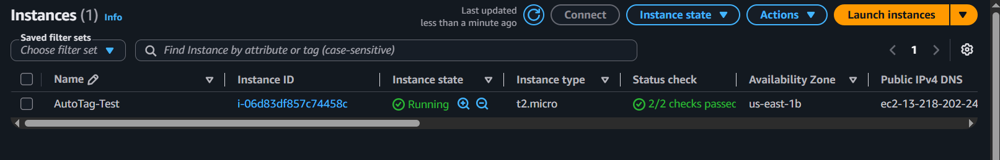 Instances (1) Info
Last updated
less than a minute ago
Connect
Instance state
Actions
Launch instances
Saved filter sets
Choose filter set
Find Instance by attribute or tag (case-sensitive)
1
Name Instance ID Instance state Instance type Status check Availability Zone Public IPv4 DNS
AutoTag-Test i-06d83df857c74458c Running t2.micro 2/2 checks passec us-east-1b ec2-13-218-202-24